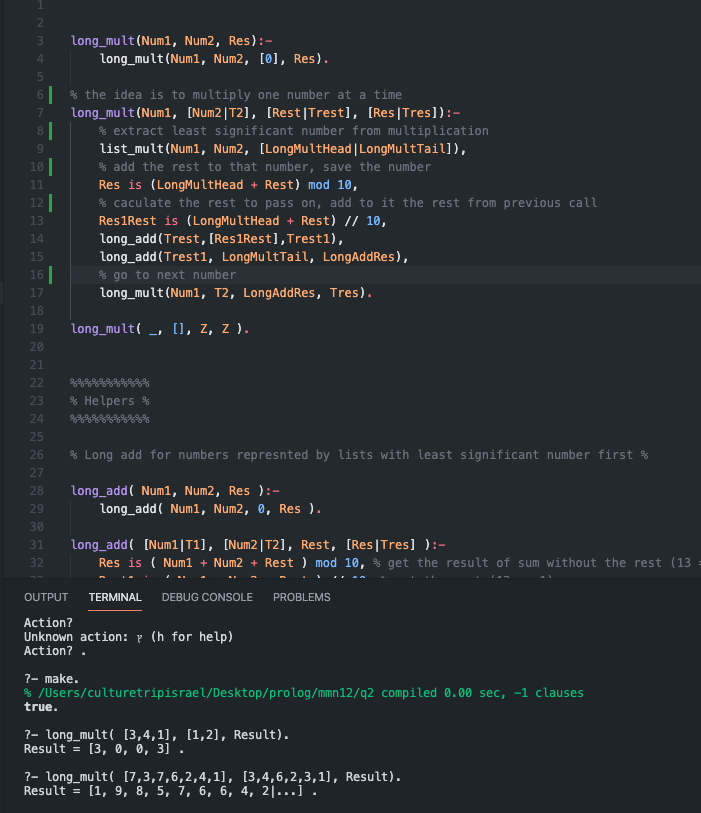 1
2
3 long_mult(Num1, Num2, Res):-
4 long_mult(Num1, Num2, [0], Res).
5
6 % the idea is to multiply one number at a time
7 long_mult(Num1, [Num2|T2], [Rest|Trest], [Res|Tres]):-
8 % extract least significant number from multiplication
9 list_mult(Num1, Num2, [LongMultHead|LongMultTail]),
10 % add the rest to that number, save the number
11 Res is (LongMultHead + Rest) mod 10,
12 % caculate the rest to pass on, add to it the rest from previous call
13 Res1Rest is (LongMultHead + Rest) // 10,
14 long_add(Trest,[Res1Rest],Trest1),
15 long_add(Trest1, LongMultTail, LongAddRes),
16 % go to next number
17 long_mult(Num1, T2, LongAddRes, Tres).
18
19 long_mult( _, [], Z, Z ).
20
21
22 %%%%%%%%%%%
23 % Helpers %
24 %%%%%%%%%%%
25
26 % Long add for numbers represnted by lists with least significant number first %
27
28 long_add( Num1, Num2, Res ):-
29 long_add( Num1, Num2, 0, Res ).
30
31 long_add( [Num1|T1], [Num2|T2], Rest, [Res|Tres] ):-
32 Res is ( Num1 + Num2 + Rest ) mod 10, % get the result of sum without the rest (13 =
OUTPUT TERMINAL DEBUG CONSOLE PROBLEMS
Action?
Unknown action: (h for help)
Action? .
?- make.
% /Users/culturetripisrael/Desktop/prolog/mmn12/q2 compiled 0.00 sec, -1 clauses
true.
?- long_mult( [3,4,1], [1,2], Result).
Result = [3, 0, 0, 3] .
?- long_mult( [7,3,7,6,2,4,1], [3,4,6,2,3,1], Result).
Result = [1, 9, 8, 5, 7, 6, 6, 4, 2|...] .